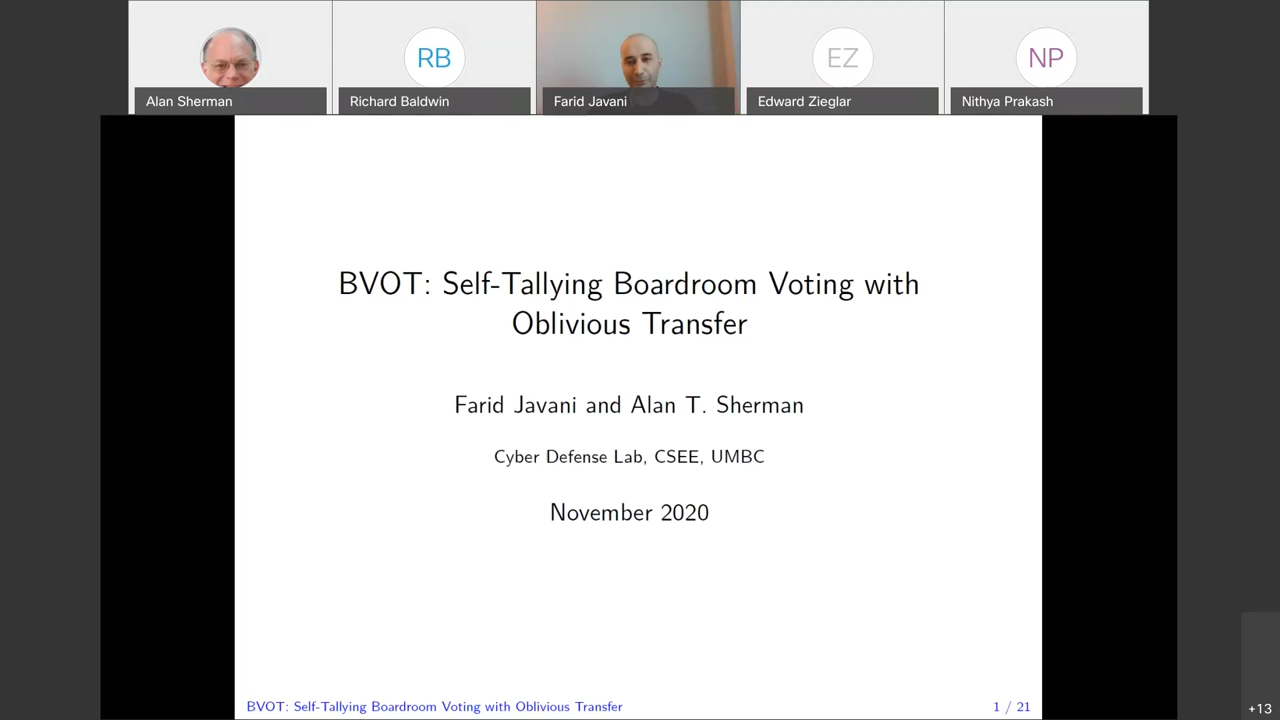 RB
EZ
NP
Alan Sherman
Richard Baldwin
Farid Javani
Edward Zieglar
Nithya Prakash
BVOT: Self-Tallying Boardroom Voting with
Oblivious Transfer
Farid Javani and Alan T. Sherman
Cyber Defense Lab, CSEE, UMBC
November 2020
BVOT: Self-Tallying Boardroom Voting with Oblivious Transfer
1 / 21
+13